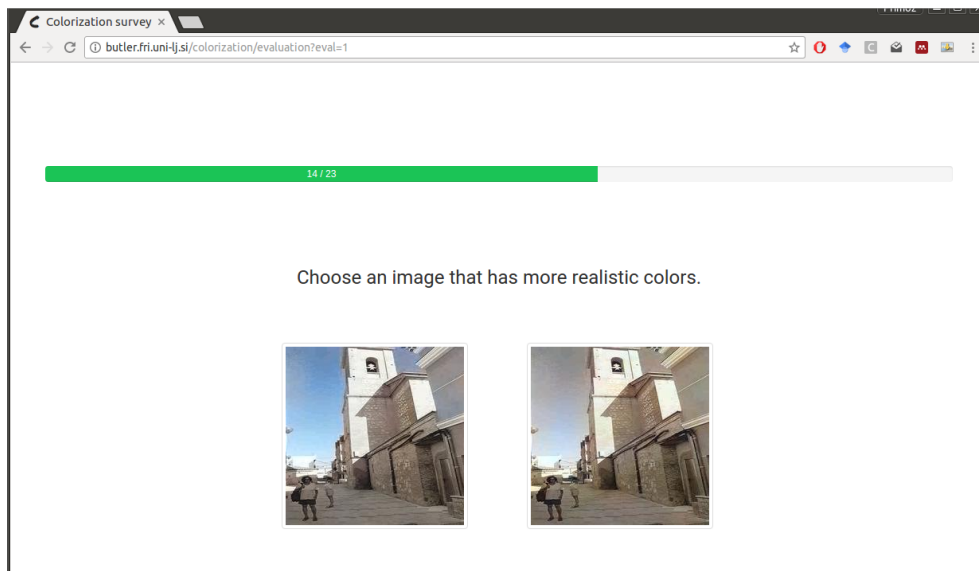 Colorization survey
butler.fri.uni-lj.si/colorization/evaluation?eval=1
14 / 23
Choose an image that has more realistic colors.